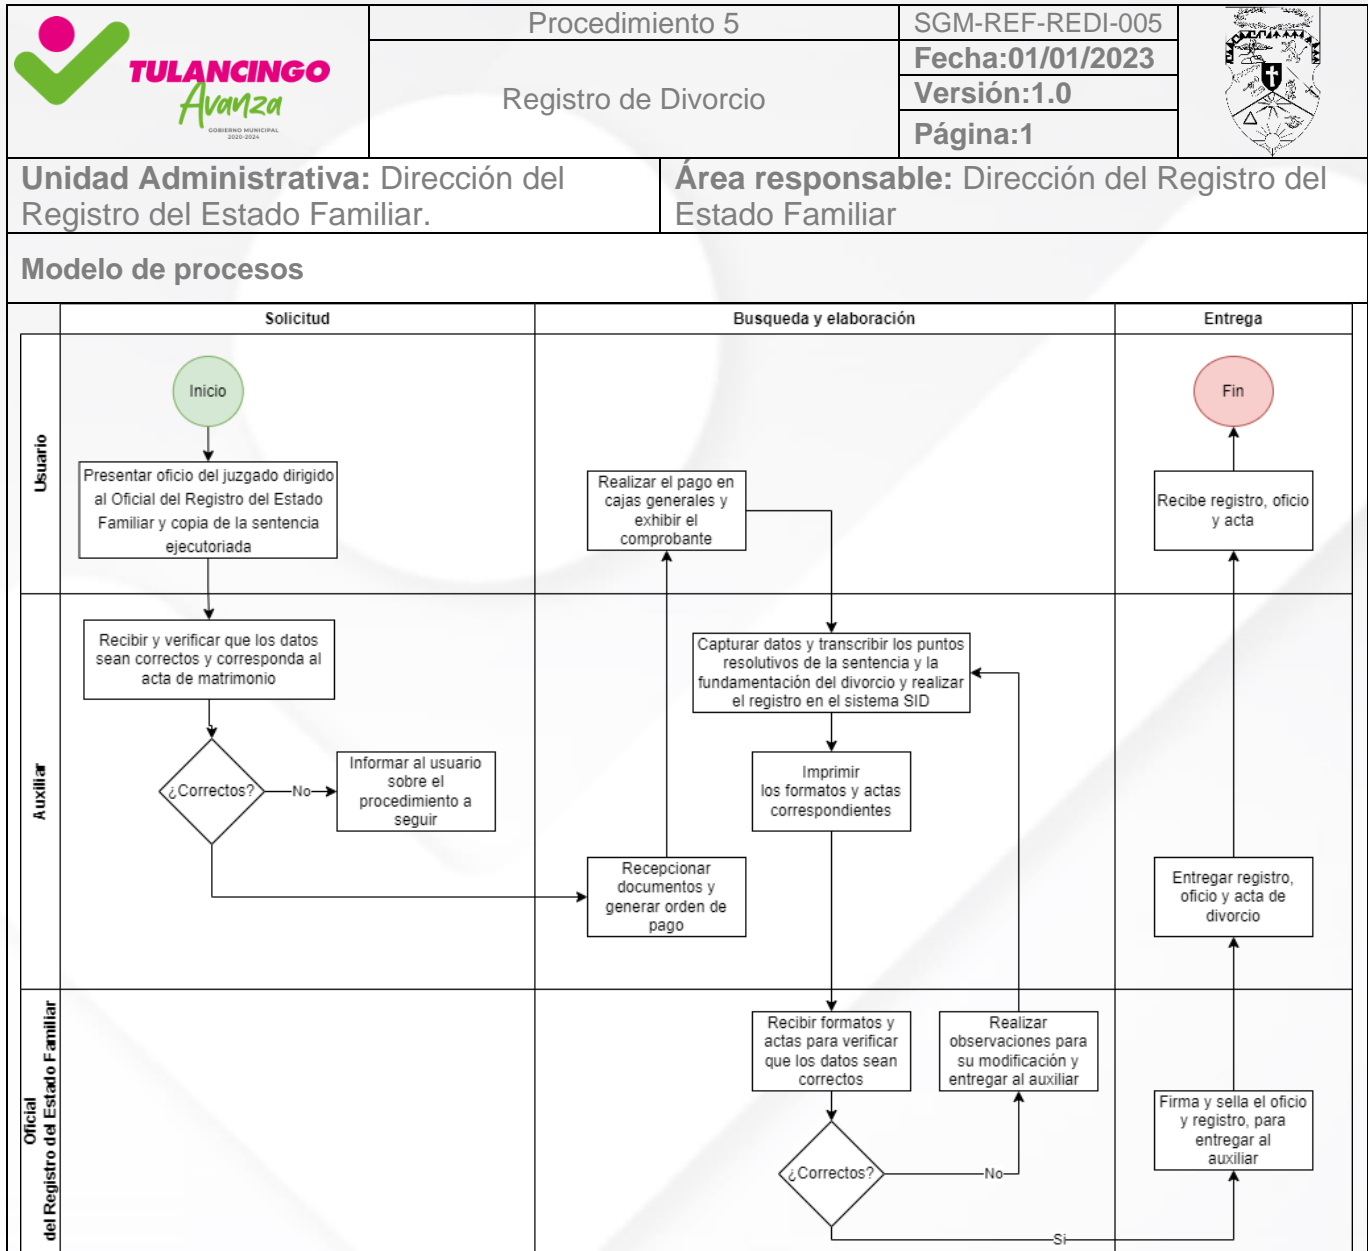 TULANCINGO
Avanza
GOBIERNO MUNICIPAL
2020-2024
Procedimiento 5
Registro de Divorcio
SGM-REF-REDI-005
Fecha:01/01/2023
Versión:1.0
Página:1
Unidad Administrativa: Dirección del
Registro del Estado Familiar.
Área responsable: Dirección del Registro del
Estado Familiar
Modelo de procesos
Solicitud
Busqueda y elaboración
Entrega
Usuario
Inicio
Presentar oficio del juzgado dirigido
al Oficial del Registro del Estado
Familiar y copia de la sentencia
ejecutoriada
Realizar el pago en
cajas generales y
exhibir el
comprobante
Fin
Recibe registro, oficio
y acta
Auxiliar
Recibir y verificar que los datos
sean correctos y corresponda al
acta de matrimonio
¿Correctos?
No
Informar al usuario
sobre el
procedimiento a
seguir
Recepcionar
documentos y
generar orden de
pago
Capturar datos y transcribir los puntos
resolutivos de la sentencia y la
fundamentación del divorcio y realizar
el registro en el sistema SID
Imprimir
los formatos y actas
correspondientes
Entregar registro,
oficio y acta de
divorcio
Oficial
del Registro del Estado Familiar
Recibir formatos y
actas para verificar
que los datos sean
correctos
Realizar
observaciones para
su modificación y
entregar al auxiliar
¿Correctos?
No
Si
Firma y sella el oficio
y registro, para
entregar al
auxiliar